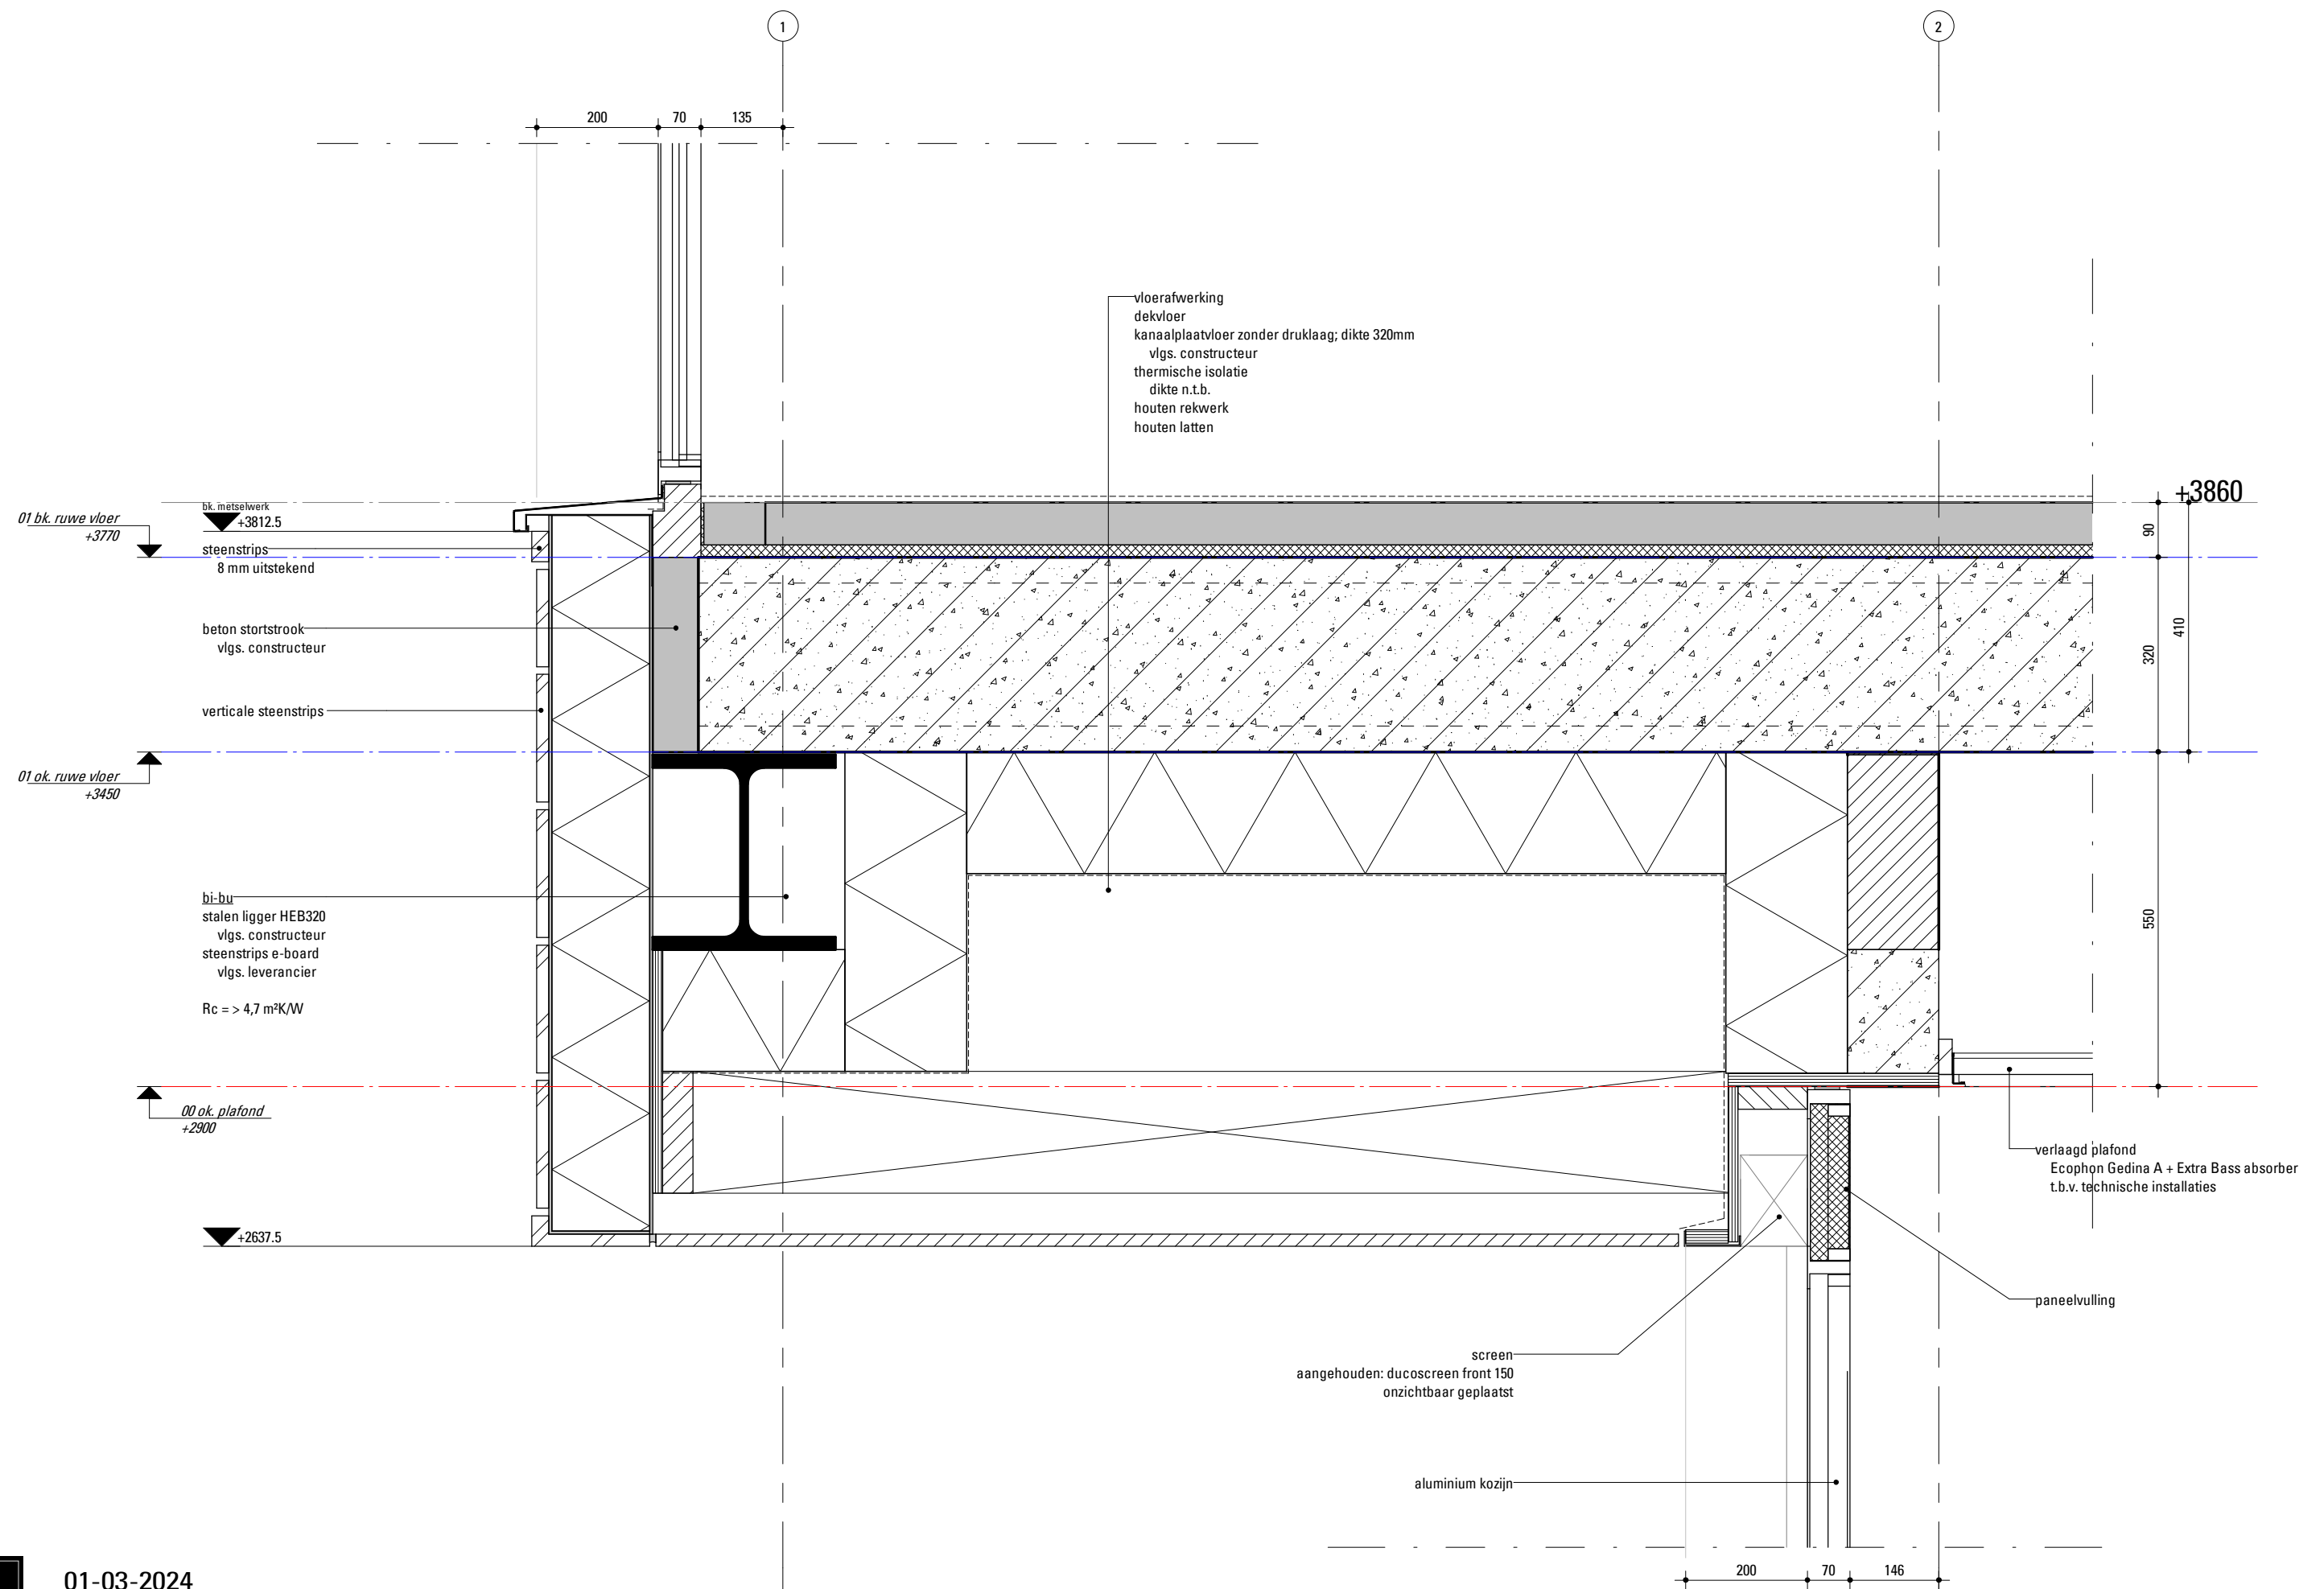 1
2
200
70
135
vloerafwerking
dekvloer
kanaalplaatvloer zonder druklaag; dikte 320mm
vlgs. constructeur
thermische isolatie
dikte n.t.b.
houten rekwerk
houten latten
+3860
bk. metselwerk
+3812.5
01 bk. ruwe vloer
+3770
steenstrips
8 mm uitstekend
90
beton stortstrook
vlgs. constructeur
320
410
verticale steenstrips
01 ok. ruwe vloer
+3450
bi-bu
stalen ligger HEB320
vlgs. constructeur
steenstrips e-board
vlgs. leverancier
Rc = > 4,7 m²K/W
550
00 ok. plafond
+2900
verlaagd plafond
Ecophon Gedina A + Extra Bass absorber
t.b.v. technische installaties
+2637.5
paneelvulling
screen
aangehouden: ducoscreen front 150
onzichtbaar geplaatst
aluminium kozijn
200
70
146
01-03-2024